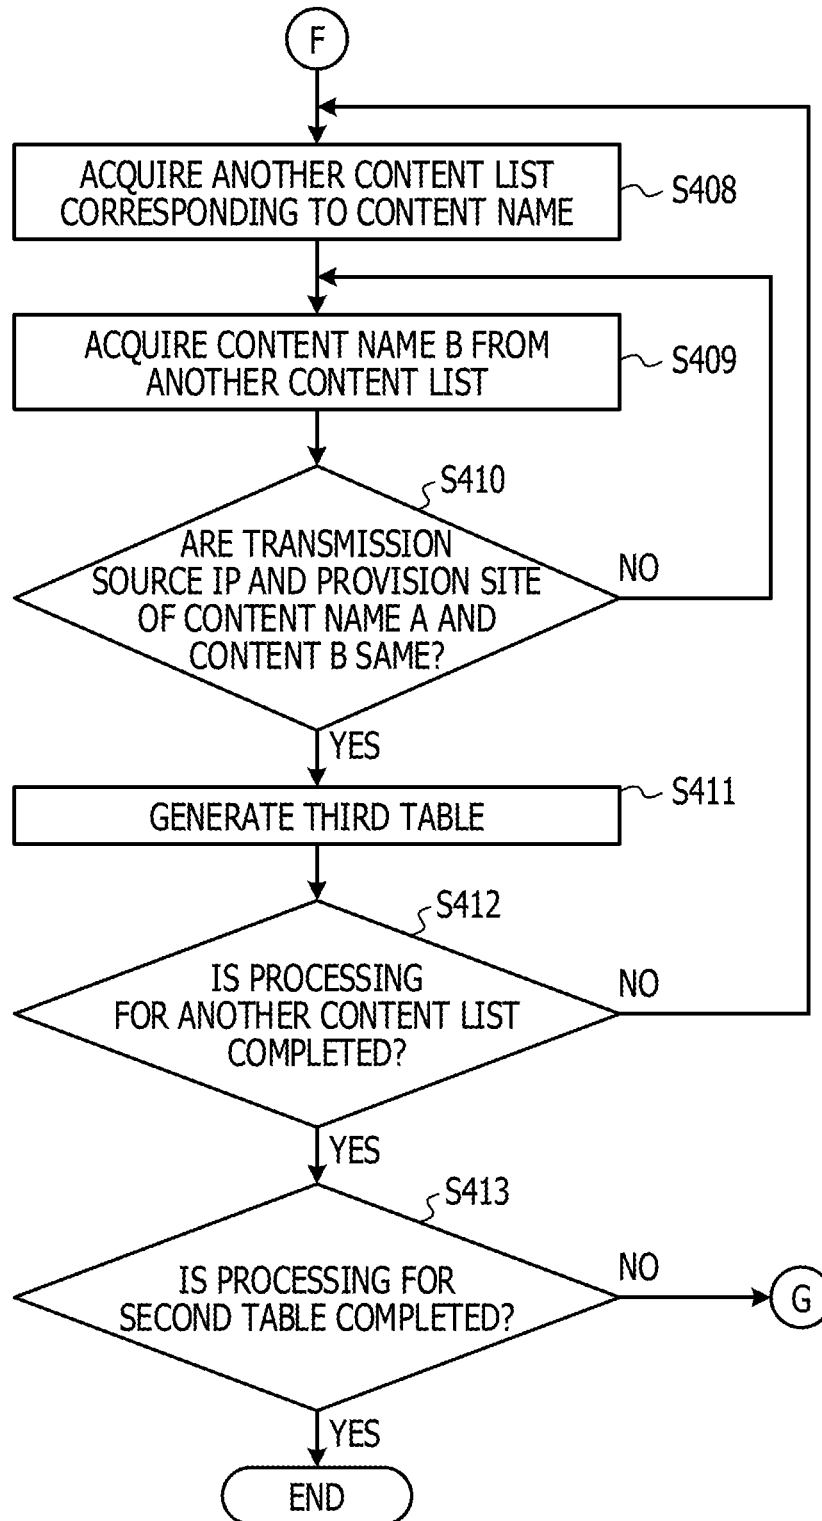 F
ACQUIRE ANOTHER CONTENT LIST
CORRESPONDING TO CONTENT NAME
S408
ACQUIRE CONTENT NAME B FROM
ANOTHER CONTENT LIST
S409
S410
ARE TRANSMISSION
SOURCE IP AND PROVISION SITE
OF CONTENT NAME A AND
CONTENT B SAME?
NO
YES
GENERATE THIRD TABLE
S411
S412
IS PROCESSING
FOR ANOTHER CONTENT LIST
COMPLETED?
NO
YES
S413
IS PROCESSING FOR
SECOND TABLE COMPLETED?
NO
G
YES
END